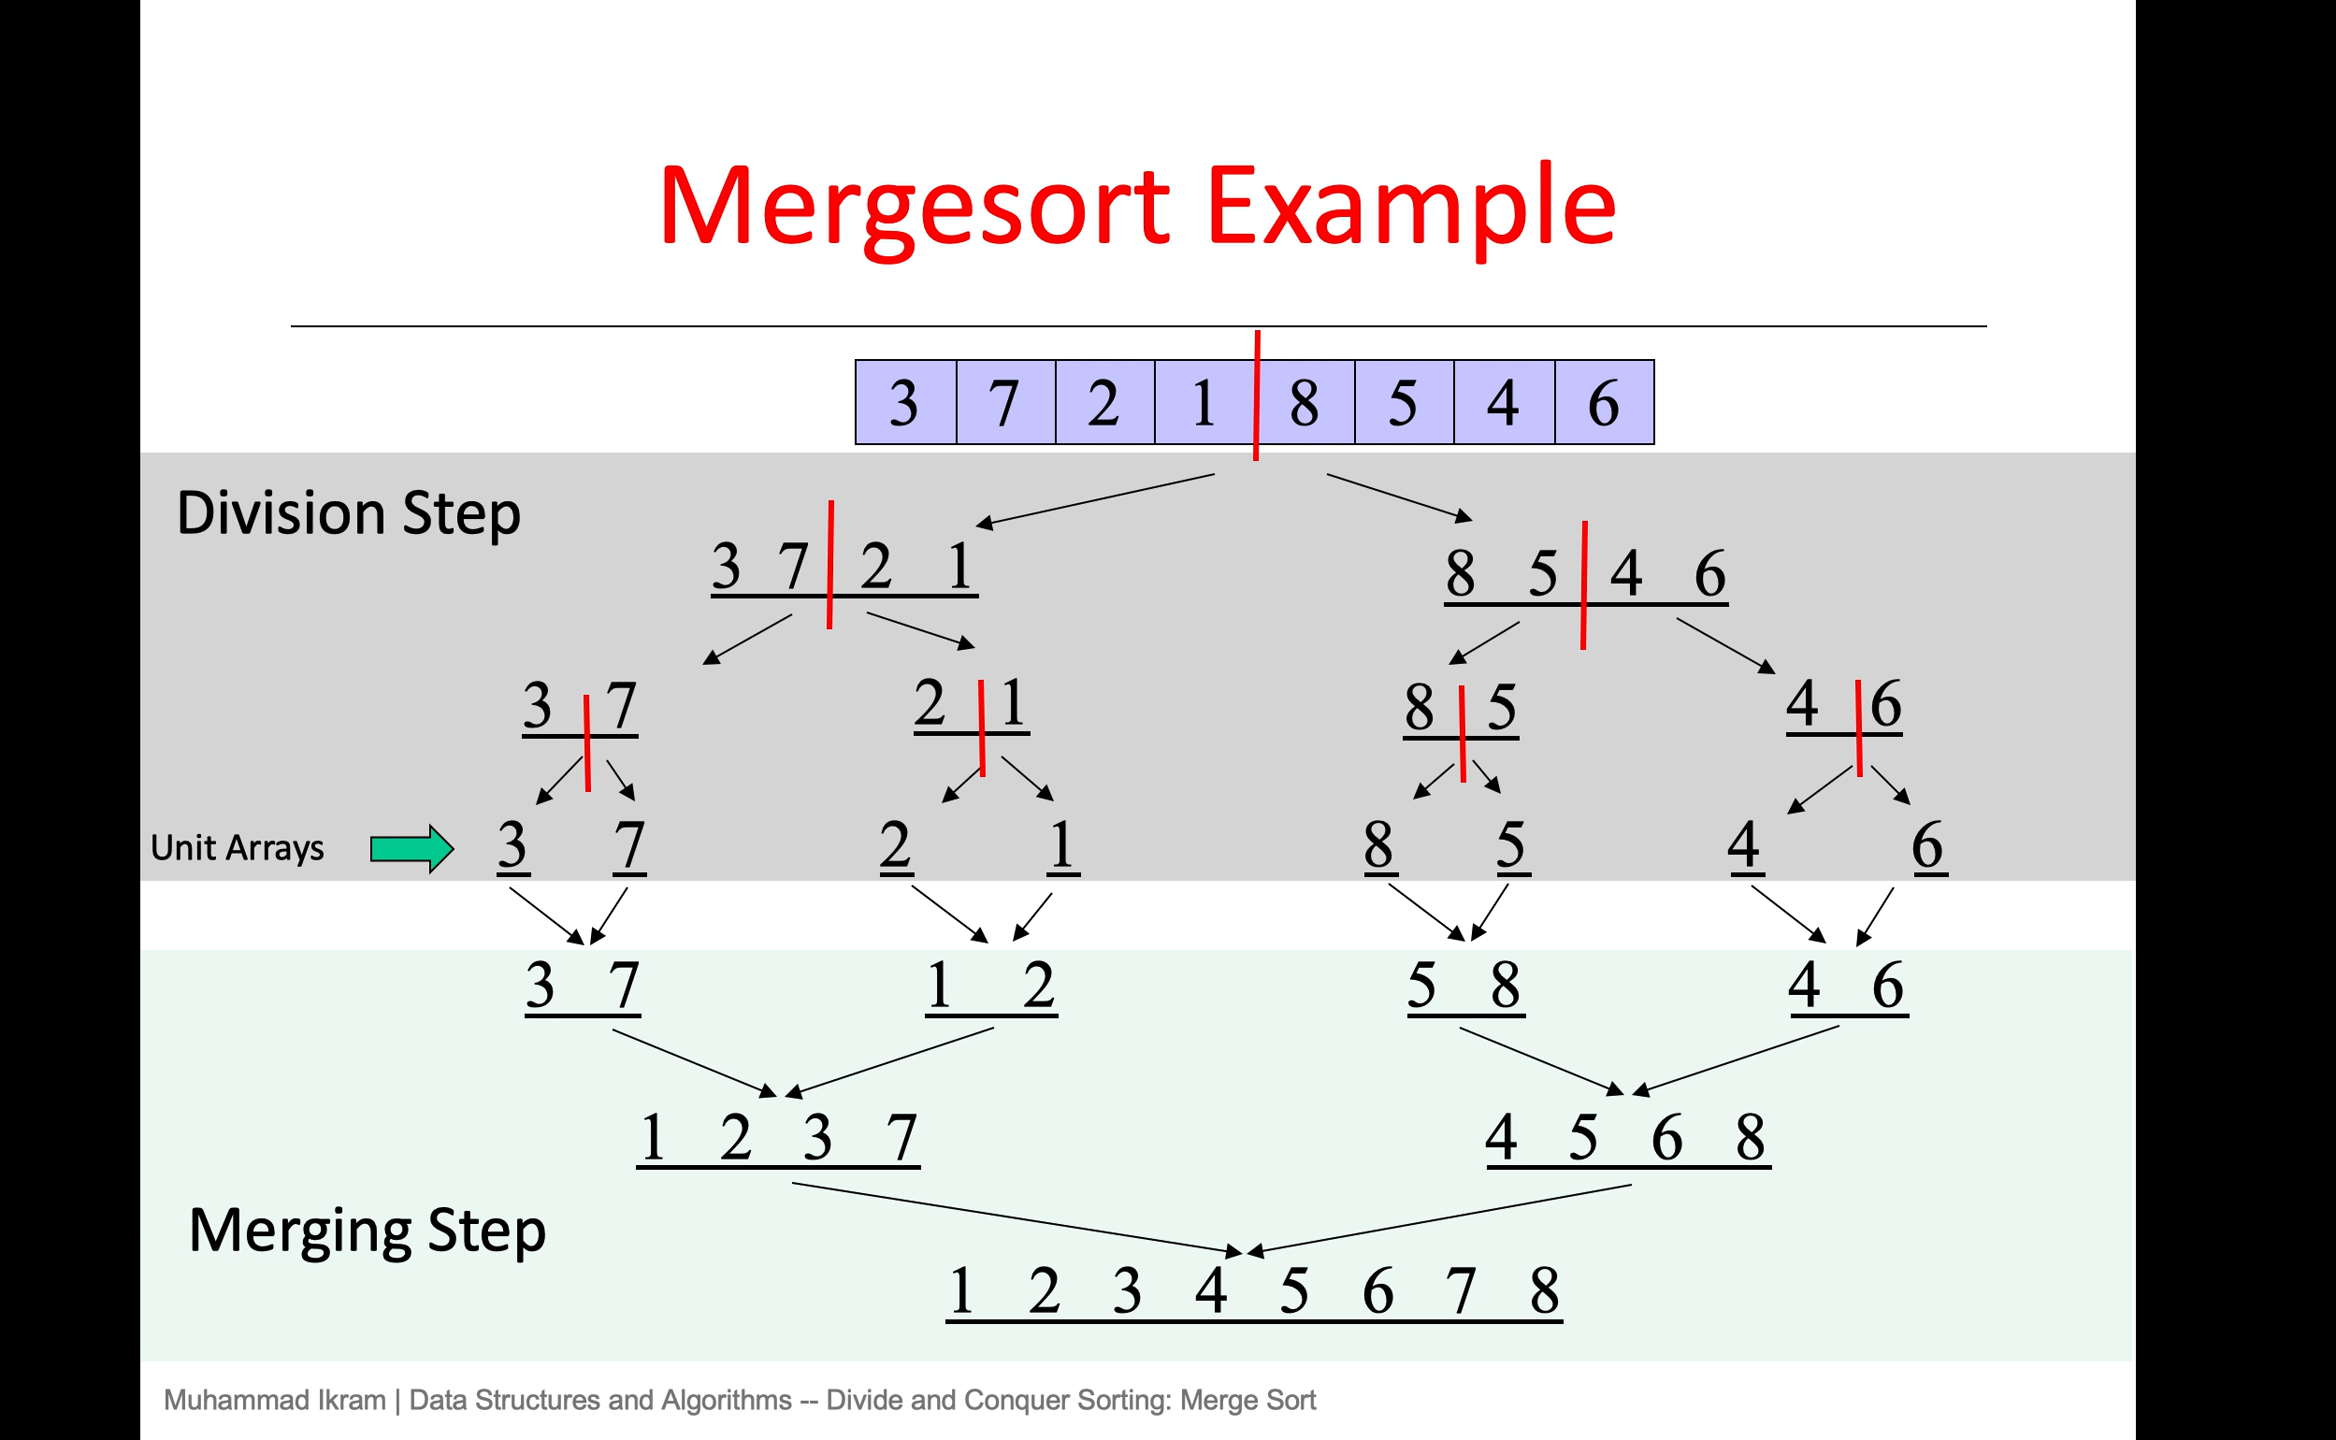 Mergesort Example
3 7 2 1 8 5 4 6
Division Step
3 7 2 1
8 5 4 6
3 7
2 1
8 5
4 6
Unit Arrays
3 7 2 1 8 5 4 6
3 7
1 2
5 8
4 6
1 2 3 7
4 5 6 8
Merging Step
1 2 3 4 5 6 7 8
Muhammad Ikram | Data Structures and Algorithms -- Divide and Conquer Sorting: Merge Sort